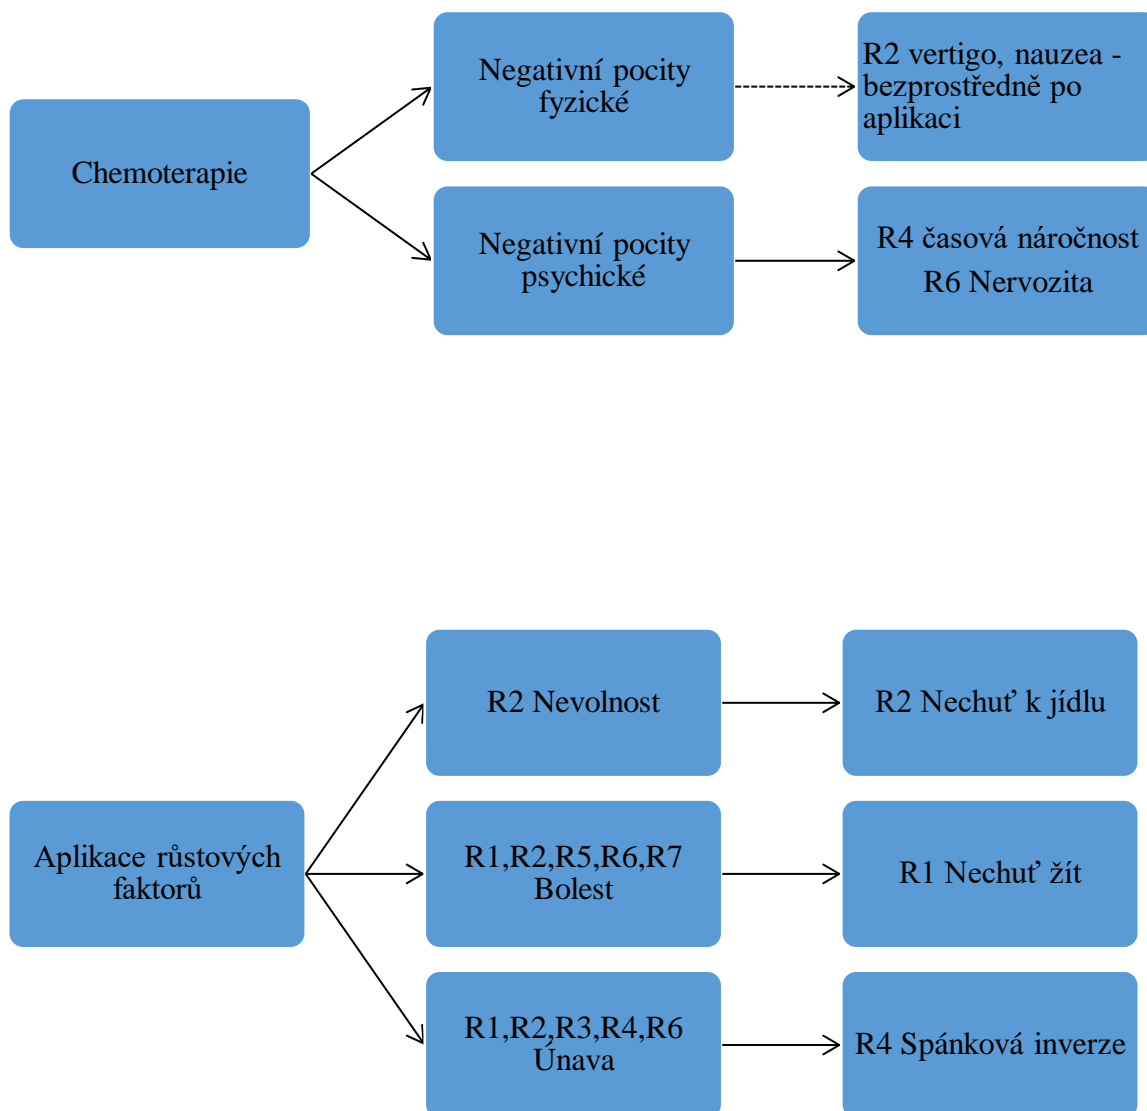 Chemoterapie
Negativní pocity
fyzické
R2 vertigo, nauzea -
bezprostředně po
aplikaci
Negativní pocity
psychické
R4 časová náročnost
R6 Nervozita
Aplikace růstových
faktorů
R2 Nevolnost
R2 Nechuť k jídlu
R1,R2,R5,R6,R7
Bolest
R1 Nechuť žít
R1,R2,R3,R4,R6
Únava
R4 Spánková inverze